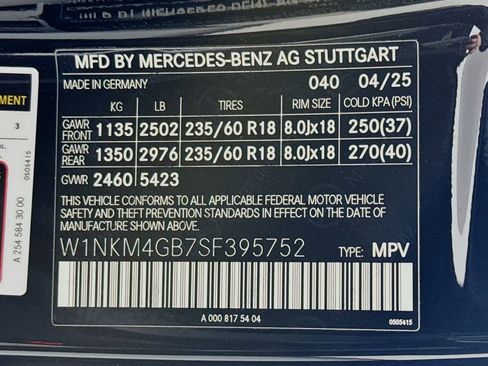 MFD BY MERCEDES-BENZ AG STUTTGART
MADE IN GERMANY 040 04/25
KG LB TIRES RIM SIZE COLD KPA (PSI)
GAWR FRONT 1135 2502 235/60 R18 8.0Jx18 250(37)
GAWR REAR 1350 2976 235/60 R18 8.0Jx18 270(40)
GVWR 2460 5423
THIS VEHICLE CONFORMS TO ALL APPLICABLE FEDERAL MOTOR VEHICLE
SAFETY AND THEFT PREVENTION STANDARDS IN EFFECT ON THE
DATE OF MANUFACTURE SHOWN ABOVE.
W1NKM4GB7SF395752 TYPE: MPV
A 000 817 54 04
0505415
3
0505415
A 254 584 30 00